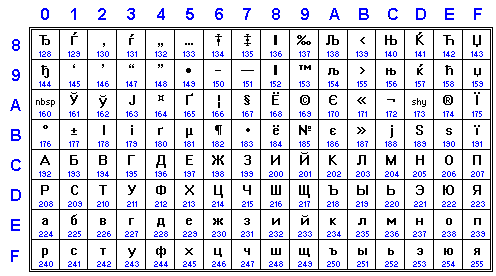 0 1 2 3 4 5 6 7 8 9 A B C D E F
8 Ђ Ѓ ‚ ѓ „ … † ‡ ‰ Љ ‹ Њ Ќ Ћ Џ
128 129 130 131 132 133 134 135 136 137 138 139 140 141 142 143
9 ђ ‘ ’ “ ” • – — ™ љ › њ ќ ћ џ
144 145 146 147 148 149 150 151 152 153 154 155 156 157 158 159
A nbsp Ў ў Ј ¤ Ґ ¦ § Ё © Є « ¬ shy ® Ї
160 161 162 163 164 165 166 167 168 169 170 171 172 173 174 175
B ° ± І і ґ µ ¶ · ё № є » ј Ѕ ѕ ї
176 177 178 179 180 181 182 183 184 185 186 187 188 189 190 191
C А Б В Г Д Е Ж З И Й К Л М Н О П
192 193 194 195 196 197 198 199 200 201 202 203 204 205 206 207
D Р С Т У Ф Х Ц Ч Ш Щ Ъ Ы Ь Э Ю Я
208 209 210 211 212 213 214 215 216 217 218 219 220 221 222 223
E а б в г д е ж з и й к л м н о п
224 225 226 227 228 229 230 231 232 233 234 235 236 237 238 239
F р с т у ф х ц ч ш щ ъ ы ь э ю я
240 241 242 243 244 245 246 247 248 249 250 251 252 253 254 255